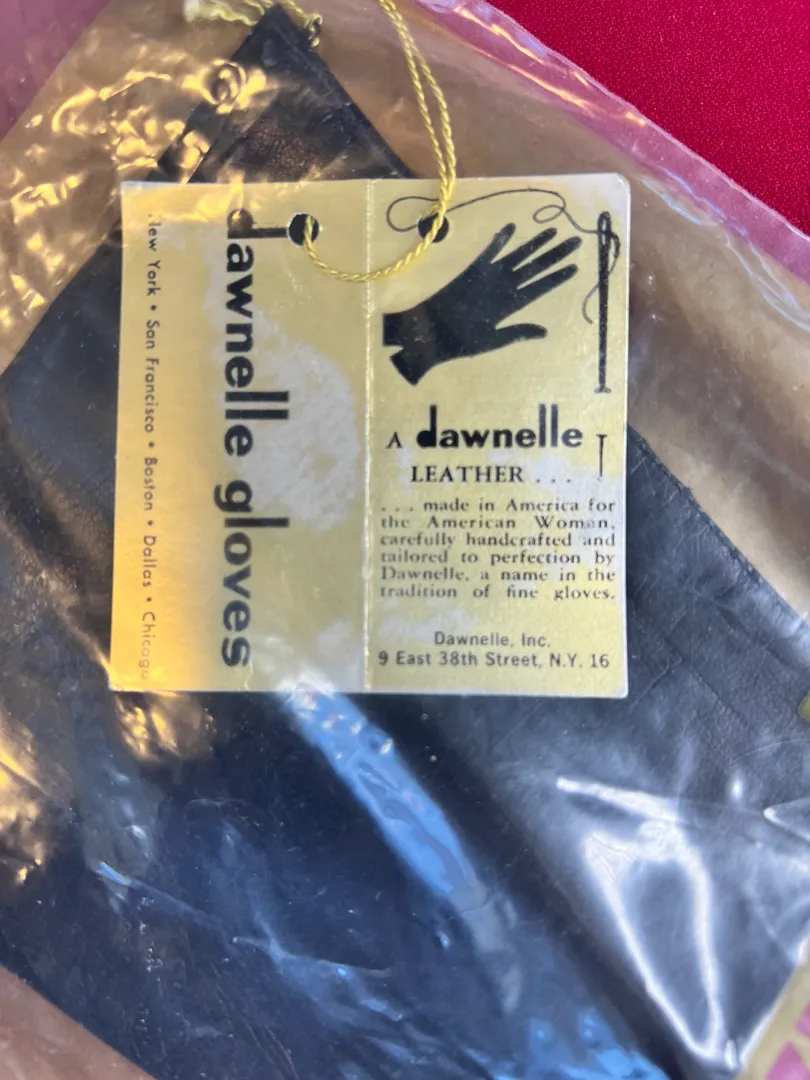 dawnelle gloves
New York • San Francisco • Boston • Dallas • Chicago
A dawnelle
LEATHER . . .
. . . made in America for
the American Woman,
carefully handcrafted and
tailored to perfection by
Dawnelle, a name in the
tradition of fine gloves.
Dawnelle, Inc.
9 East 38th Street, N.Y. 16